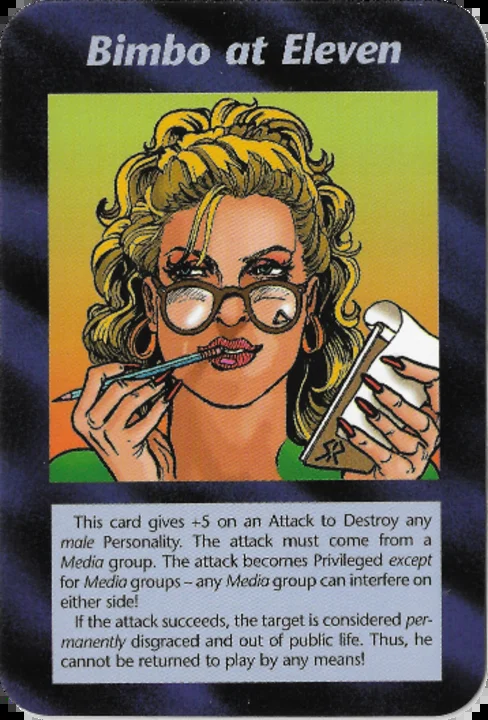 Bimbo at Eleven
This card gives +5 on an Attack to Destroy any
male Personality. The attack must come from a
Media group. The attack becomes Privileged except
for Media groups – any Media group can interfere on
either side!
If the attack succeeds, the target is considered per-
manently disgraced and out of public life. Thus, he
cannot be returned to play by any means!